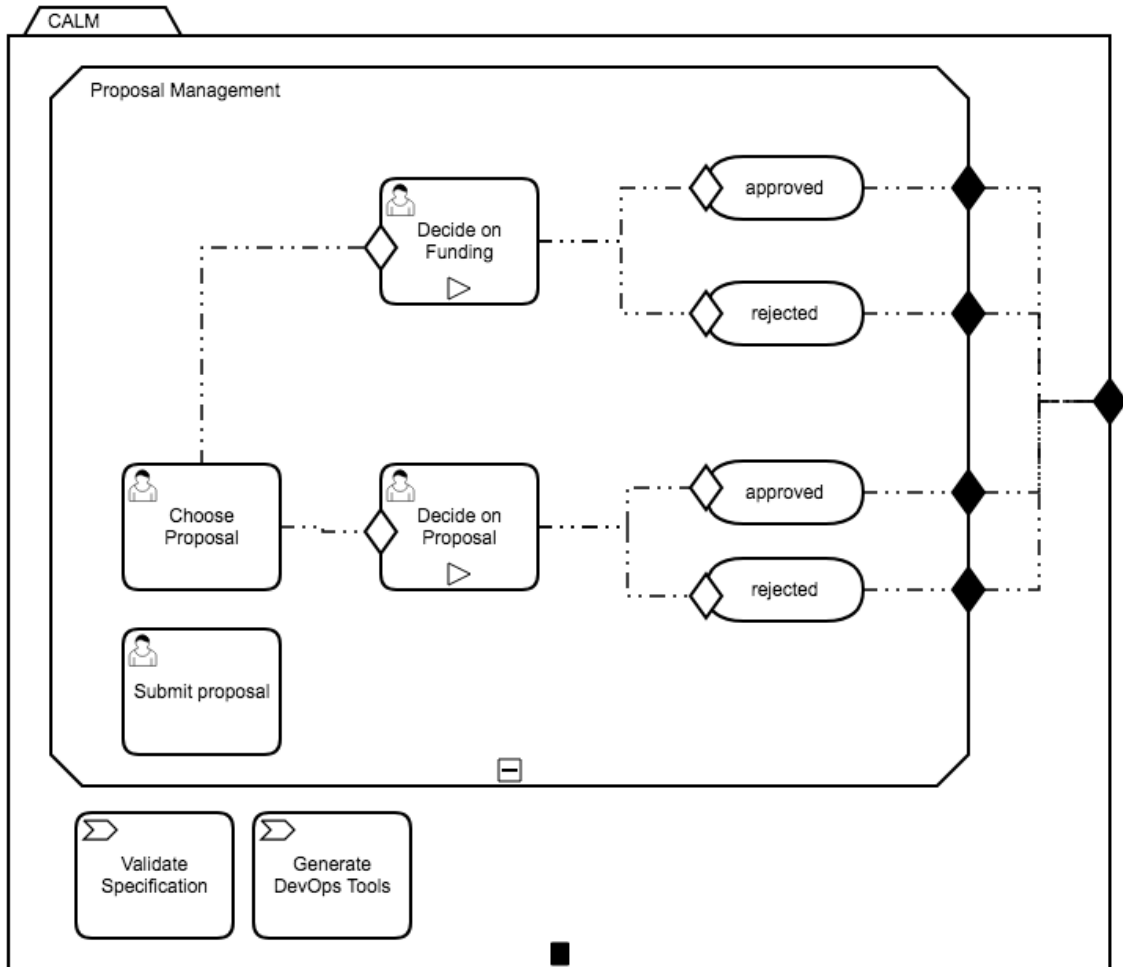 CALM
Proposal Management
Decide on
Funding
approved
rejected
Choose
Proposal
Decide on
Proposal
approved
rejected
Submit proposal
Validate
Specification
Generate
DevOps Tools